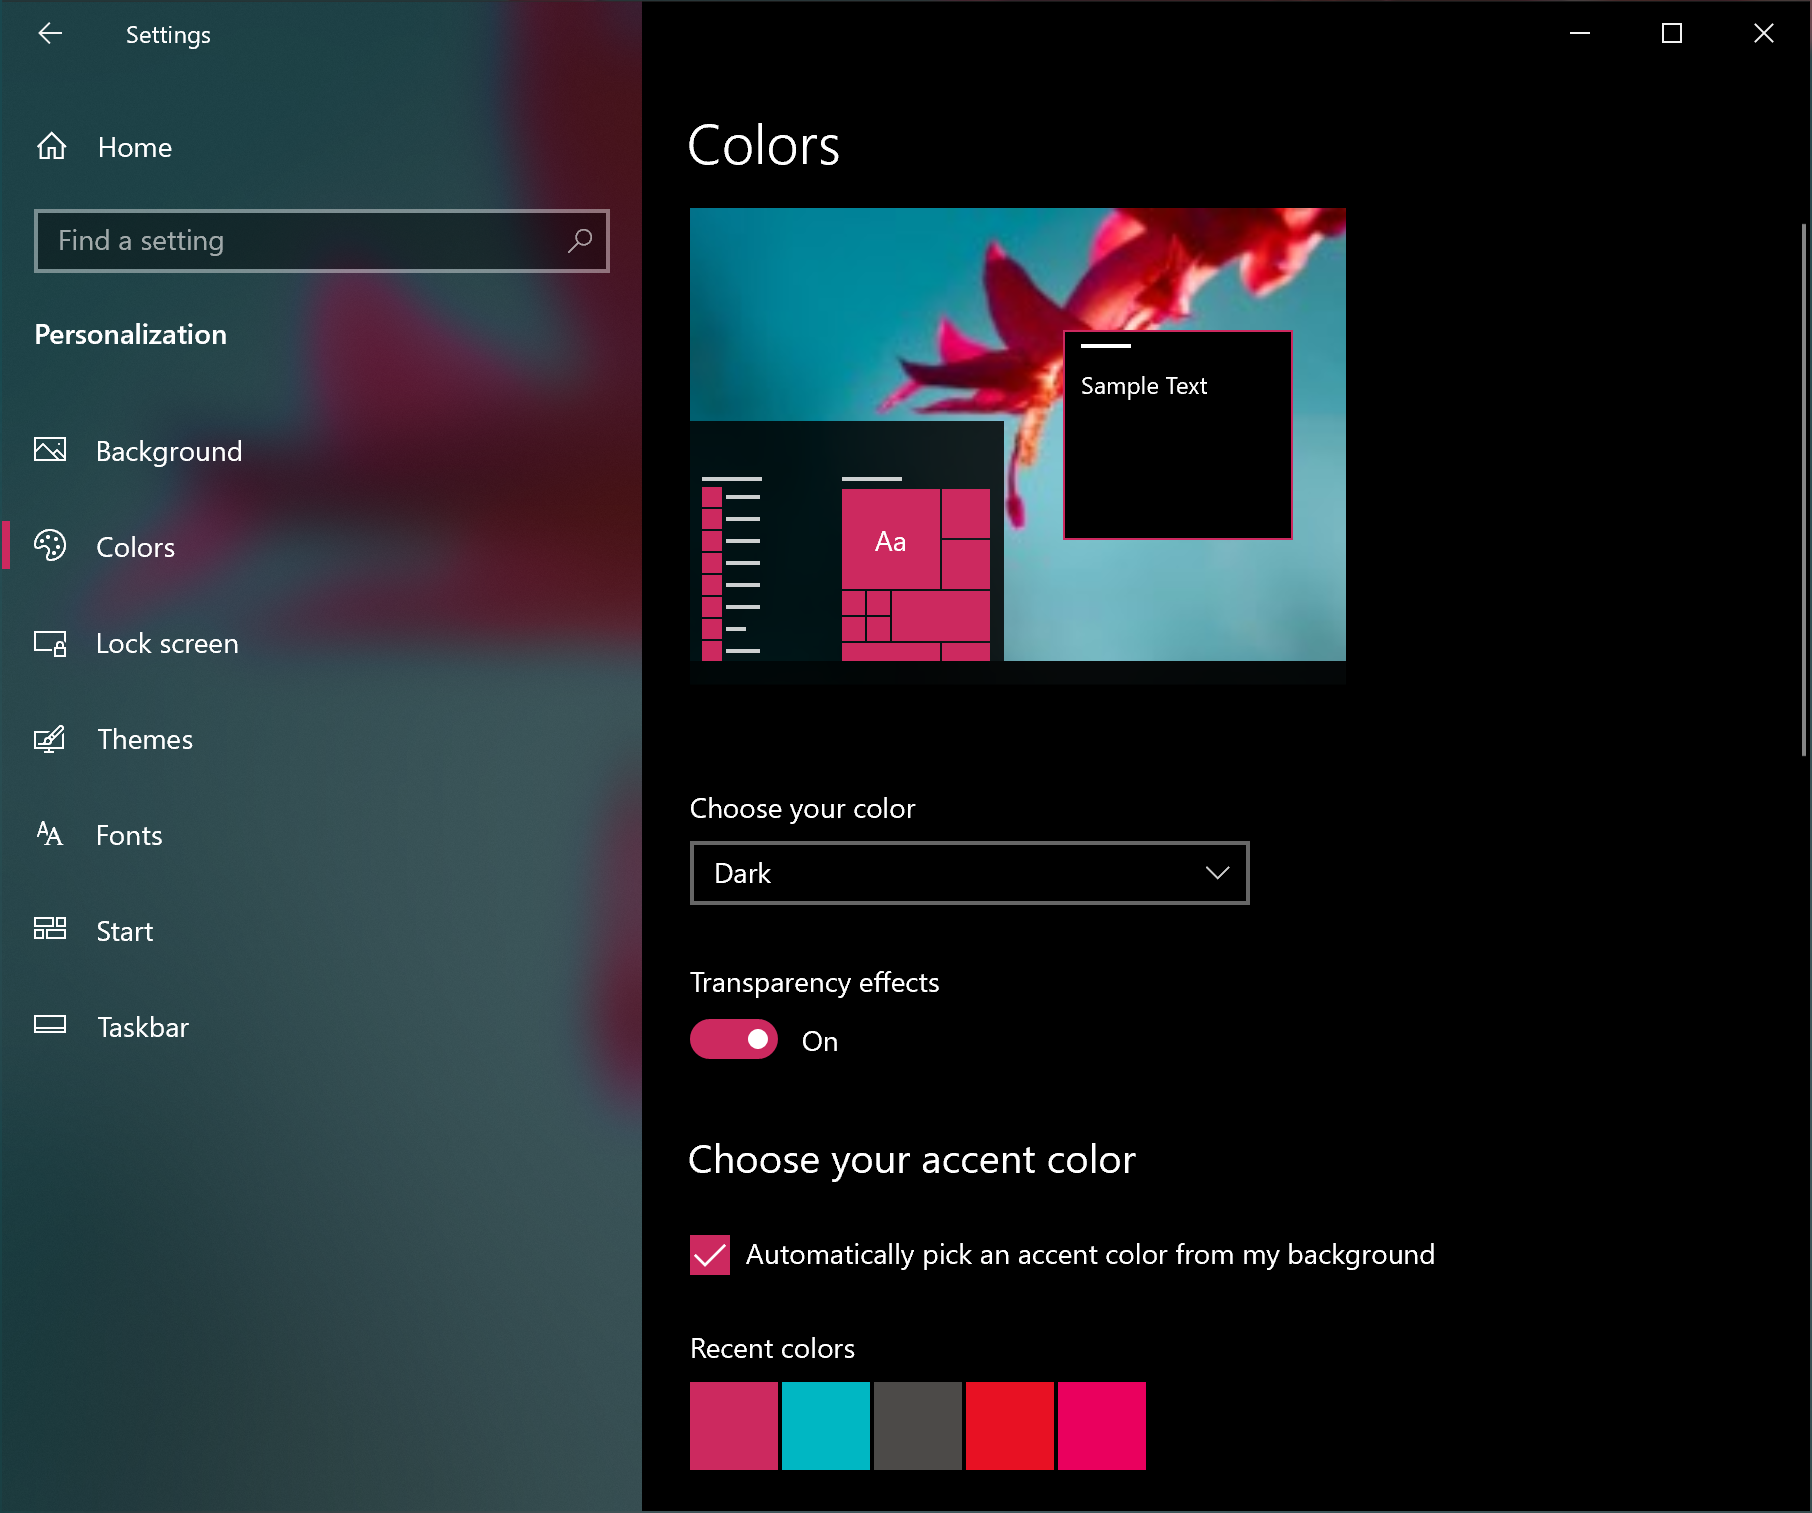 Settings
Home
Find a setting
Personalization
Background
Colors
Lock screen
Themes
Fonts
Start
Taskbar
Colors
Sample Text
Aa
Choose your color
Dark
Transparency effects
On
Choose your accent color
Automatically pick an accent color from my background
Recent colors